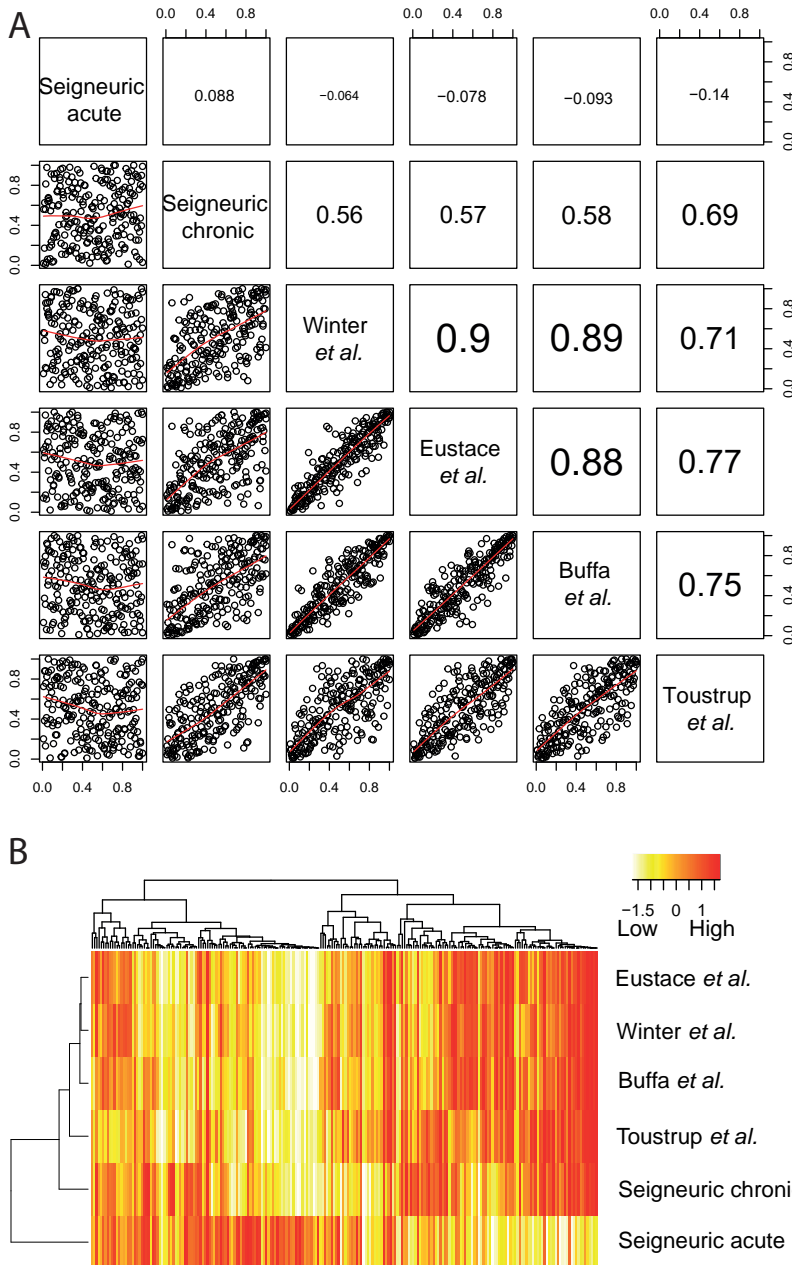 A
0.0 0.4 0.8 0.0 0.4 0.8 0.0 0.4 0.8
Seigneuric
acute
0.088
−0.064
−0.078
−0.093
−0.14
0.0 0.4 0.8
0.0 0.4 0.8
Seigneuric
chronic
0.56
0.57
0.58
0.69
Winter
et al.
0.9
0.89
0.71
0.0 0.4 0.8
0.0 0.4 0.8
Eustace
et al.
0.88
0.77
Buffa
et al.
0.75
0.0 0.4 0.8
0.0 0.4 0.8
Toustrup
et al.
0.0 0.4 0.8 0.0 0.4 0.8 0.0 0.4 0.8
B
−1.5 0 1
Low High
Eustace et al.
Winter et al.
Buffa et al.
Toustrup et al.
Seigneuric chroni
Seigneuric acute